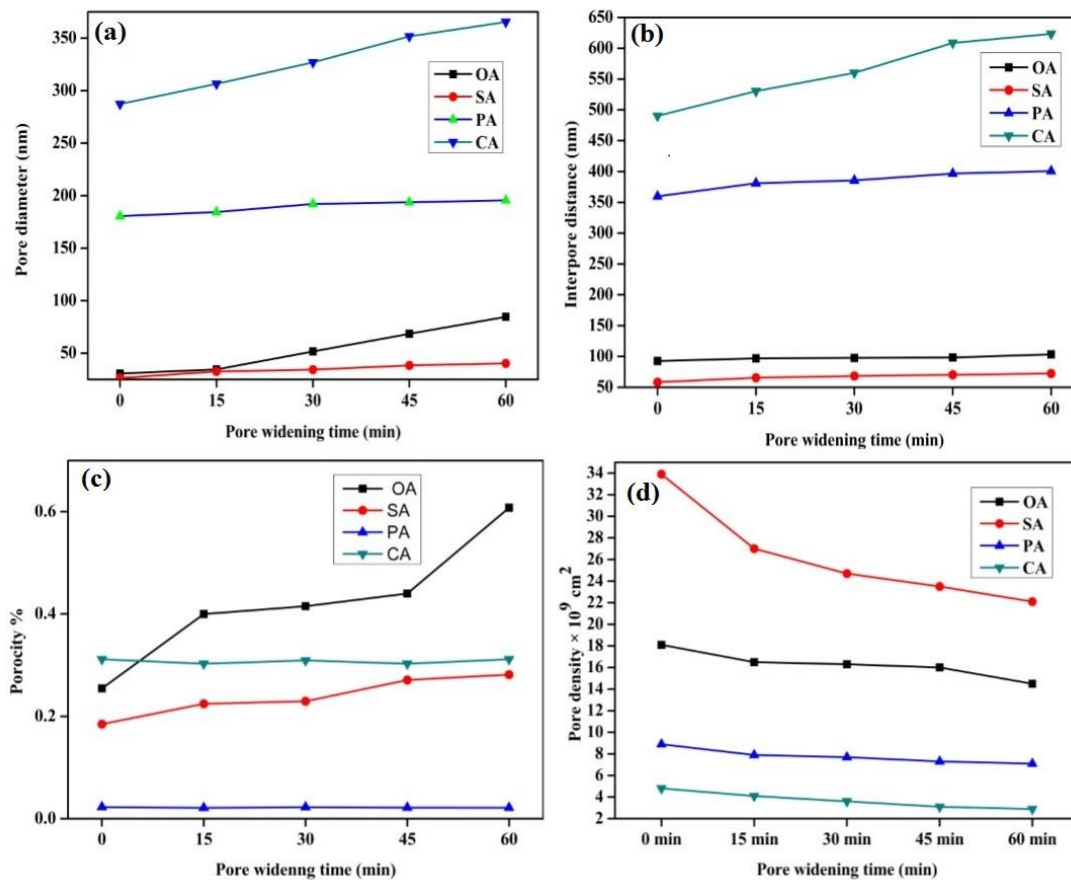 (a)
Pore diameter (nm)
350
300
250
200
150
100
50
OA
SA
PA
CA
0 15 30 45 60
Pore widening time (min)
(b)
Interpore distance (nm)
650
600
550
500
450
400
350
300
250
200
150
100
50
OA
SA
PA
CA
0 15 30 45 60
Pore widening time (min)
(c)
Porocity %
0.6
0.4
0.2
0.0
OA
SA
PA
CA
0 15 30 45 60
Pore widenng time (min)
(d)
Pore density × 10⁹ cm²
34
32
30
28
26
24
22
20
18
16
14
12
10
8
6
4
2
OA
SA
PA
CA
0 min 15 min 30 min 45 min 60 min
Pore widening time (min)